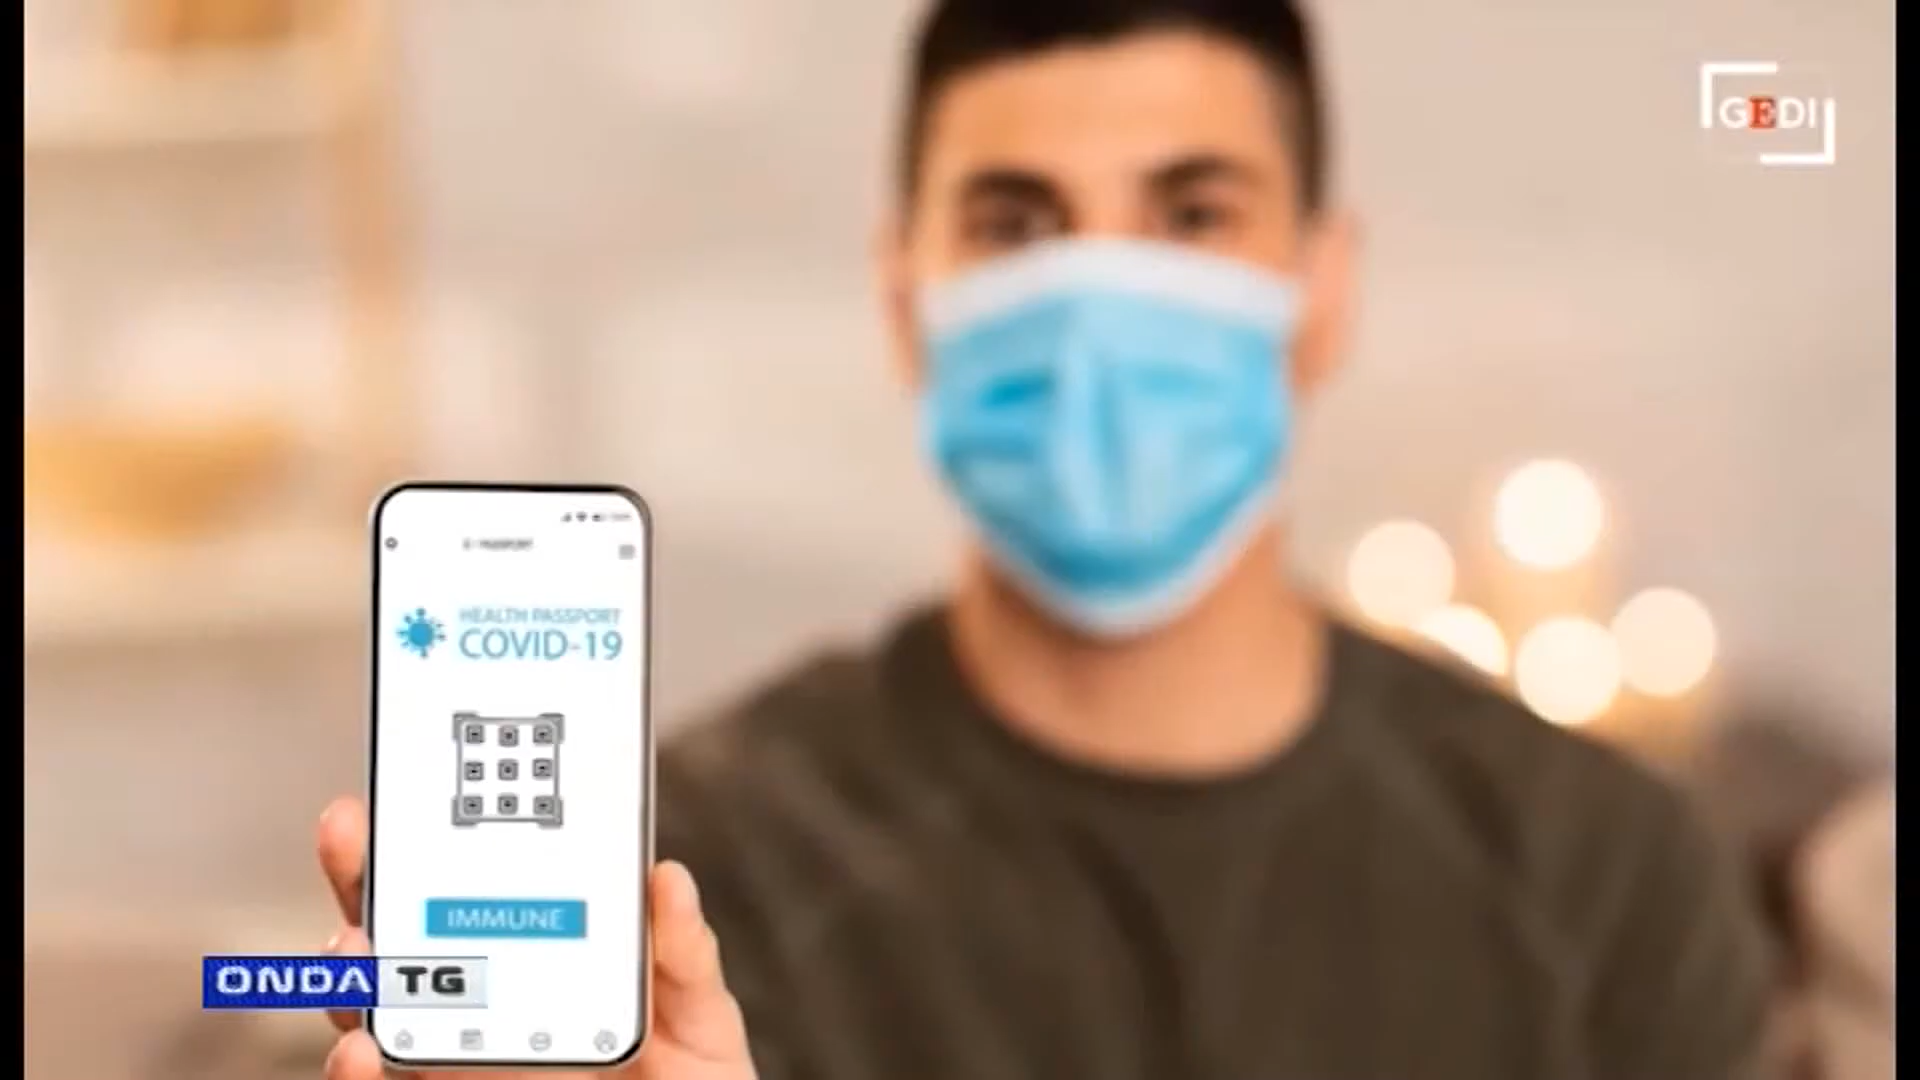 GEDI
HEALTH PASSPORT
COVID-19
IMMUNE
ONDA TG